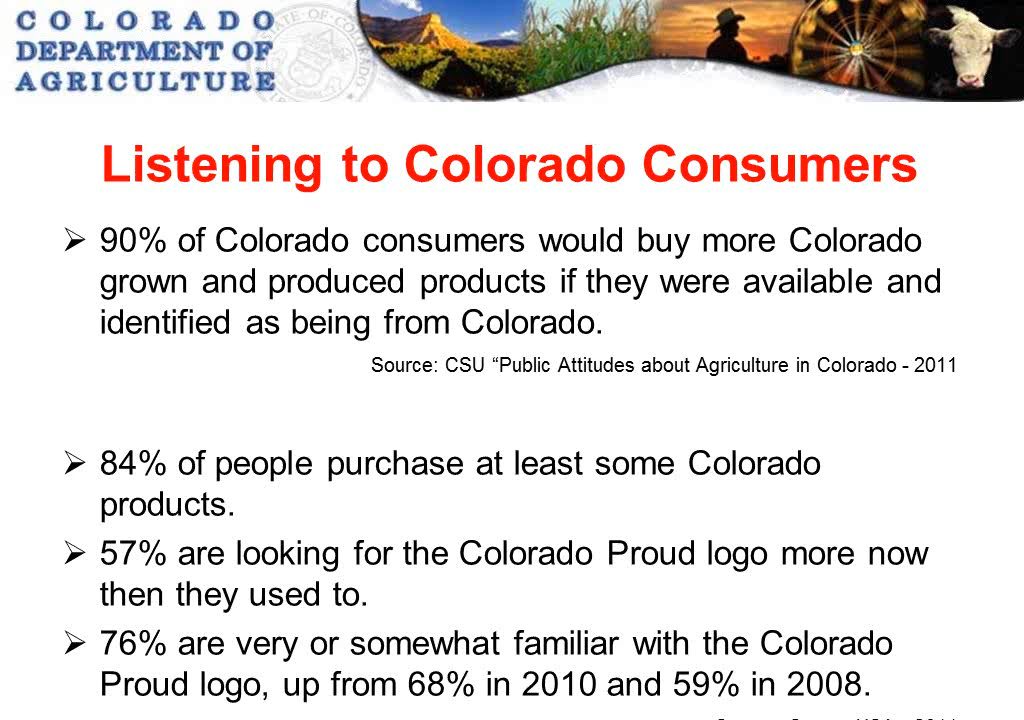 COLORADO
DEPARTMENT OF
AGRICULTURE
Listening to Colorado Consumers
➢ 90% of Colorado consumers would buy more Colorado
grown and produced products if they were available and
identified as being from Colorado.
Source: CSU “Public Attitudes about Agriculture in Colorado - 2011
➢ 84% of people purchase at least some Colorado
products.
➢ 57% are looking for the Colorado Proud logo more now
then they used to.
➢ 76% are very or somewhat familiar with the Colorado
Proud logo, up from 68% in 2010 and 59% in 2008.